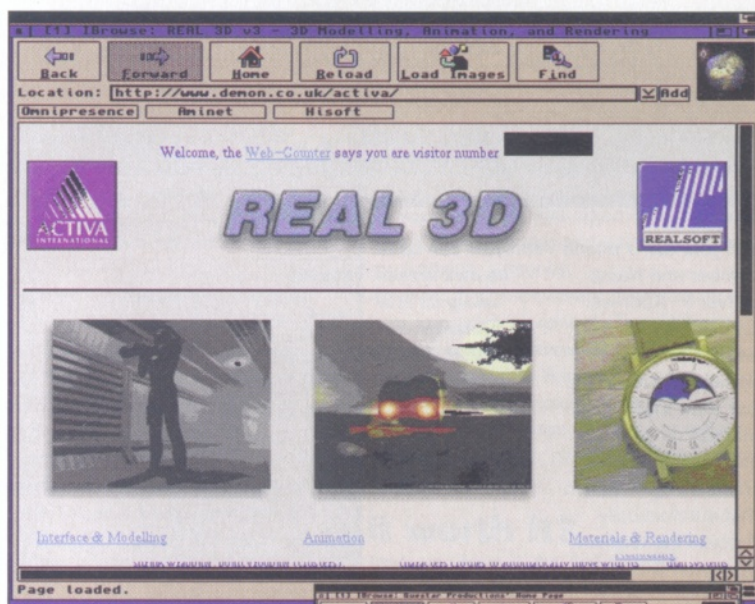 [1] IBrowse: REAL 3D v3 - 3D Modelling, Animation, and Rendering
Back Forward Home Reload Load Images Find
Location: http://www.demon.co.uk/activa/ Add
Omnipresence Aminet Hisoft
Welcome, the Web-Counter says you are visitor number
ACTIVA INTERNATIONAL
REAL 3D
REALSOFT
Interface & Modelling Animation Materials & Rendering
Page loaded.
[1] IBrowse: Questar Productions' Home Page